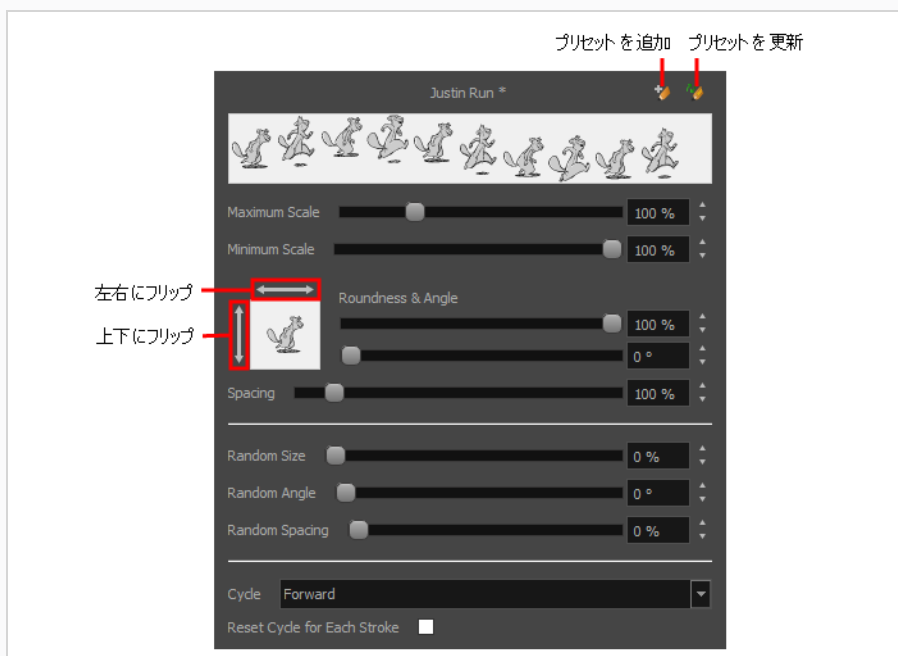 プリセットを追加 プリセットを更新
Justin Run *
Maximum Scale 100 %
Minimum Scale 100 %
左右にフリップ
Roundness & Angle
上下にフリップ
100 %
0 °
Spacing 100 %
Random Size 0 %
Random Angle 0 °
Random Spacing 0 %
Cycle Forward
Reset Cycle for Each Stroke